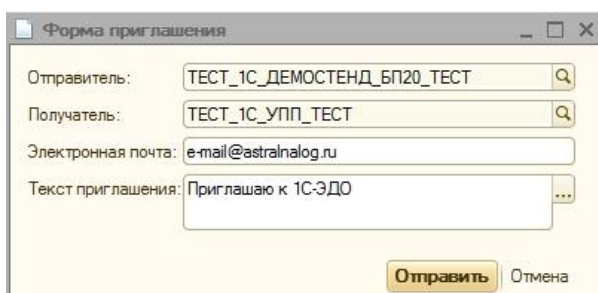 Форма приглашения
Отправитель: ТЕСТ_1С_ДЕМОСТЕНД_БП20_ТЕСТ
Получатель: ТЕСТ_1С_УПП_ТЕСТ
Электронная почта: e-mail@astralnalog.ru
Текст приглашения: Приглашаю к 1С-ЭДО
...
Отправить Отмена